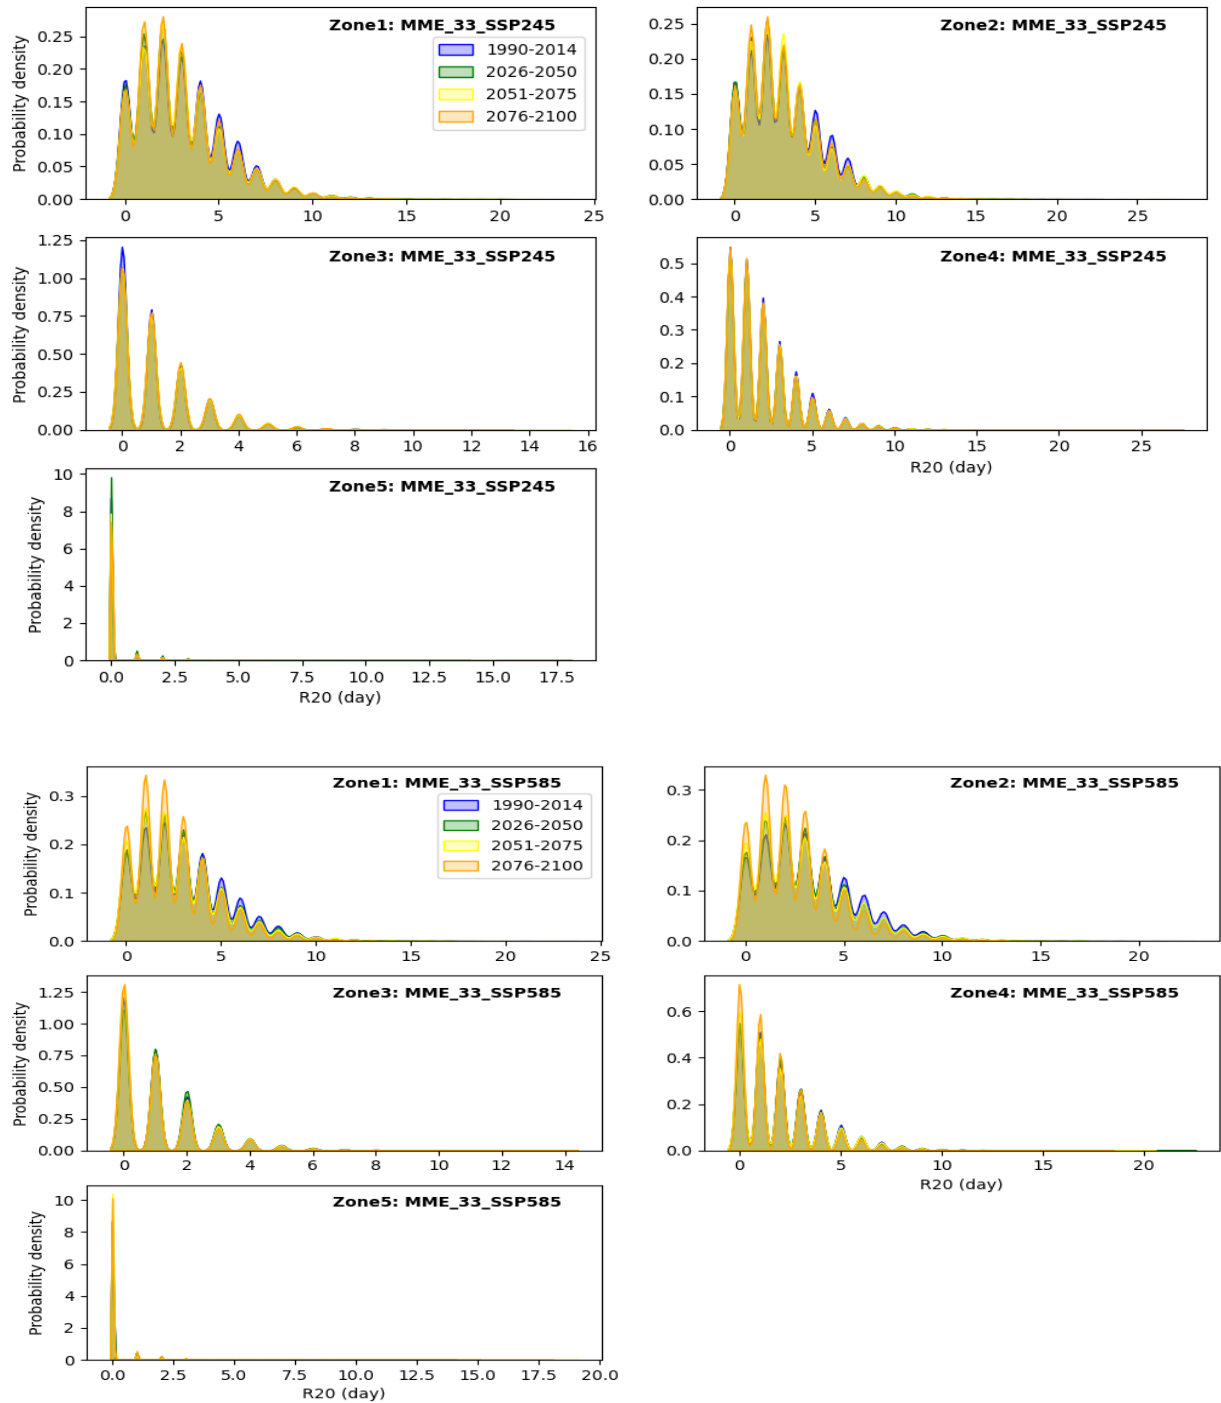 Zone1: MME_33_SSP245
1990-2014
2026-2050
2051-2075
2076-2100
Probability density
0.25
0.20
0.15
0.10
0.05
0.00
0 5 10 15 20 25
Zone2: MME_33_SSP245
0.25
0.20
0.15
0.10
0.05
0.00
0 5 10 15 20 25
Zone3: MME_33_SSP245
Probability density
1.25
1.00
0.75
0.50
0.25
0.00
0 2 4 6 8 10 12 14 16
Zone4: MME_33_SSP245
0.5
0.4
0.3
0.2
0.1
0.0
0 5 10 15 20 25
R20 (day)
Zone5: MME_33_SSP245
Probability density
10
8
6
4
2
0
0.0 2.5 5.0 7.5 10.0 12.5 15.0 17.5
R20 (day)
Zone1: MME_33_SSP585
1990-2014
2026-2050
2051-2075
2076-2100
Probability density
0.3
0.2
0.1
0.0
0 5 10 15 20 25
Zone2: MME_33_SSP585
0.3
0.2
0.1
0.0
0 5 10 15 20
Zone3: MME_33_SSP585
Probability density
1.25
1.00
0.75
0.50
0.25
0.00
0 2 4 6 8 10 12 14
Zone4: MME_33_SSP585
0.6
0.4
0.2
0.0
0 5 10 15 20
R20 (day)
Zone5: MME_33_SSP585
Probability density
10
8
6
4
2
0
0.0 2.5 5.0 7.5 10.0 12.5 15.0 17.5 20.0
R20 (day)